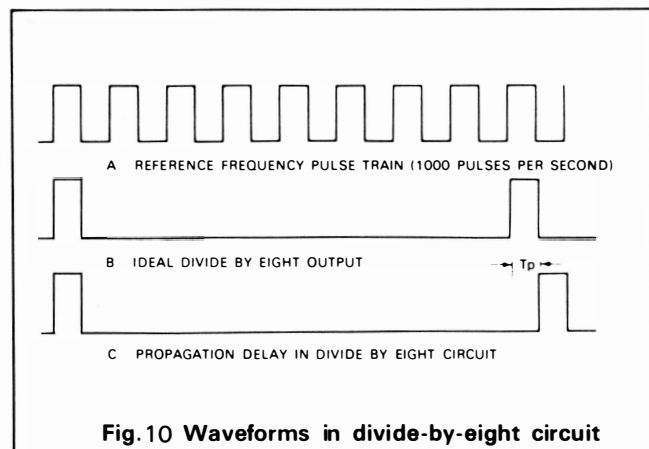 A REFERENCE FREQUENCY PULSE TRAIN (1000 PULSES PER SECOND)
B IDEAL DIVIDE BY EIGHT OUTPUT
Tp
C PROPAGATION DELAY IN DIVIDE BY EIGHT CIRCUIT
Fig.10 Waveforms in divide-by-eight circuit